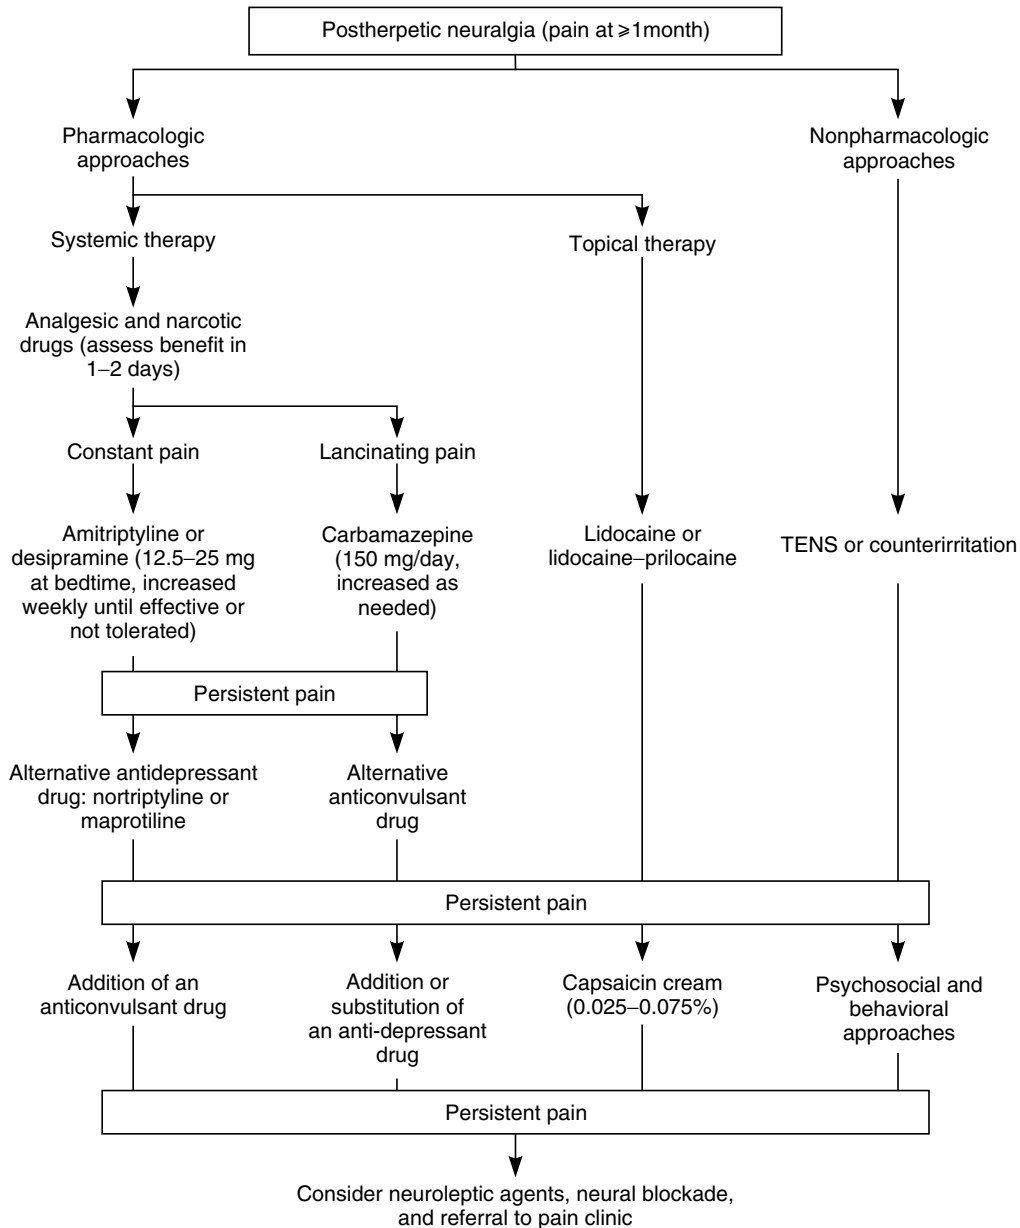 Postherpetic neuralgia (pain at ⩾1month)
Pharmacologic
approaches
Nonpharmacologic
approaches
Systemic therapy
Topical therapy
Analgesic and narcotic
drugs (assess benefit in
1–2 days)
Constant pain
Lancinating pain
Amitriptyline or
desipramine (12.5–25 mg
at bedtime, increased
weekly until effective or
not tolerated)
Carbamazepine
(150 mg/day,
increased as
needed)
Lidocaine or
lidocaine–prilocaine
TENS or counterirritation
Persistent pain
Alternative antidepressant
drug: nortriptyline or
maprotiline
Alternative
anticonvulsant
drug
Persistent pain
Addition of an
anticonvulsant drug
Addition or
substitution of
an anti-depressant
drug
Capsaicin cream
(0.025–0.075%)
Psychosocial and
behavioral
approaches
Persistent pain
Consider neuroleptic agents, neural blockade,
and referral to pain clinic